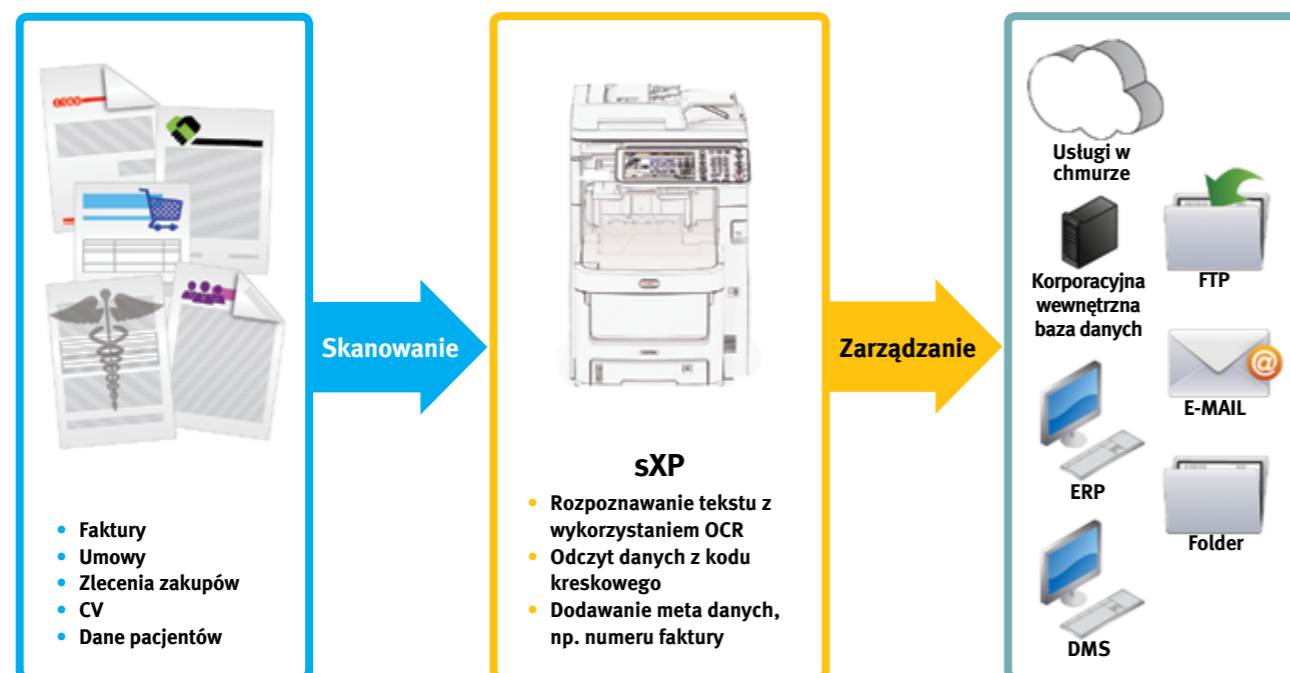 Faktury
Umowy
Zlecenia zakupów
CV
Dane pacjentów
Skanowanie
sXP
Rozpoznawanie tekstu z
wykorzystaniem OCR
Odczyt danych z kodu
kreskowego
Dodawanie meta danych,
np. numeru faktury
Zarządzanie
Usługi w
chmurze
Korporacyjna
wewnętrzna
baza danych
FTP
E-MAIL
ERP
Folder
DMS